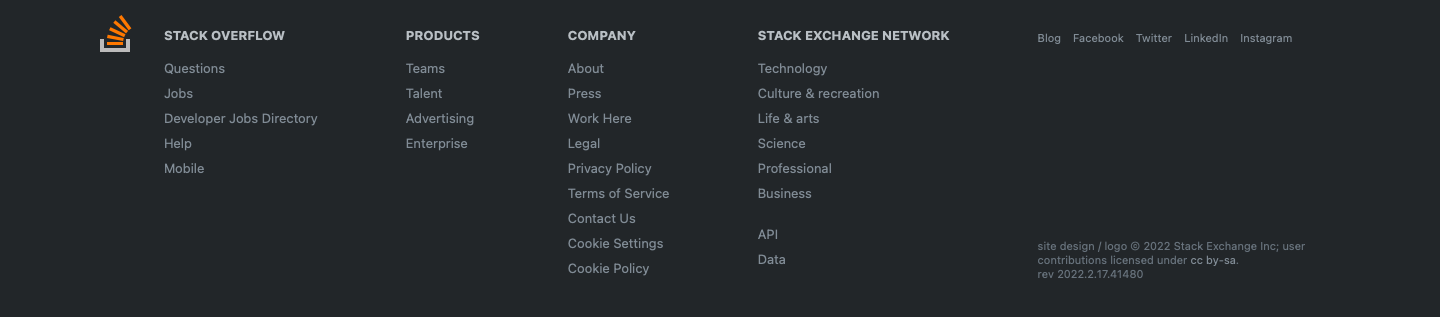 STACK OVERFLOW
Questions
Jobs
Developer Jobs Directory
Help
Mobile
PRODUCTS
Teams
Talent
Advertising
Enterprise
COMPANY
About
Press
Work Here
Legal
Privacy Policy
Terms of Service
Contact Us
Cookie Settings
Cookie Policy
STACK EXCHANGE NETWORK
Technology
Culture & recreation
Life & arts
Science
Professional
Business
API
Data
Blog Facebook Twitter LinkedIn Instagram
site design / logo © 2022 Stack Exchange Inc; user
contributions licensed under cc by-sa.
rev 2022.2.17.41480